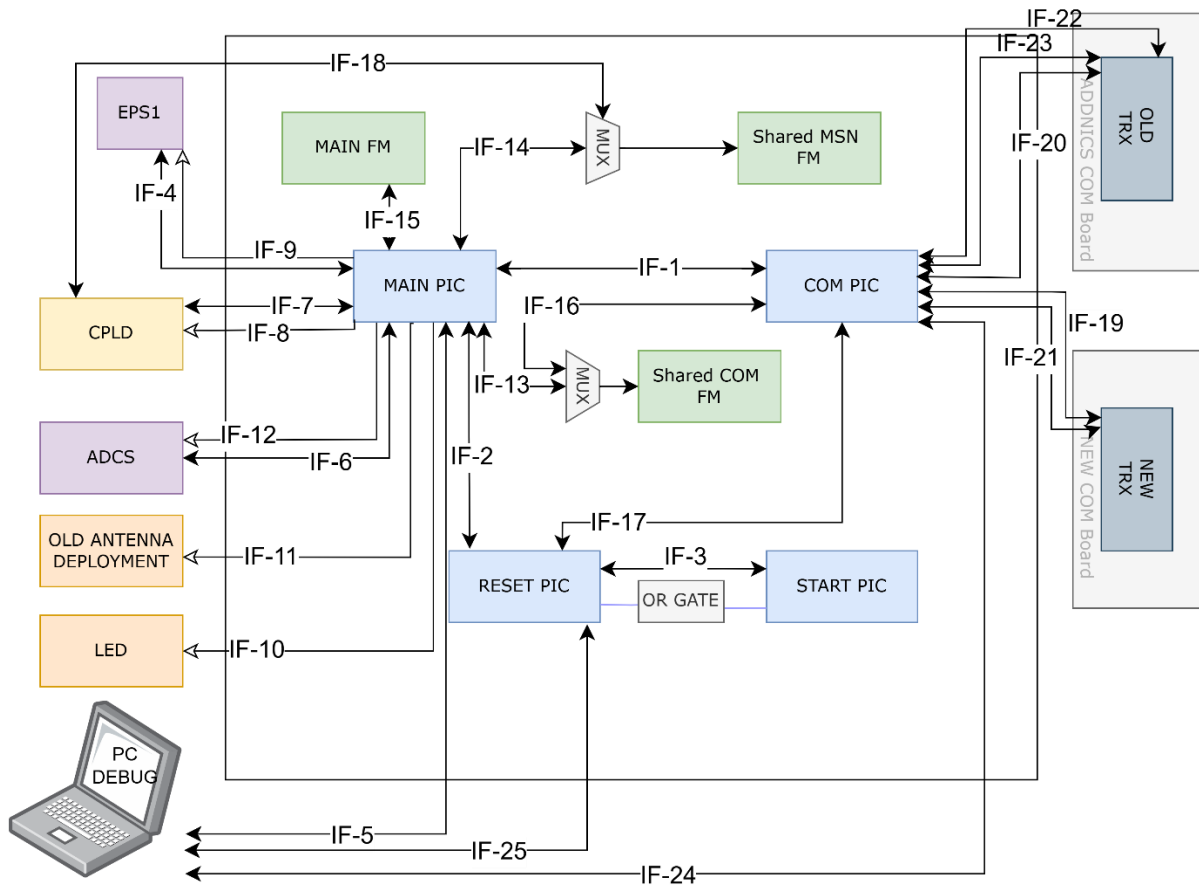 IF-22
IF-23
IF-18
EPS1
OLD
TRX
ADDNICS COM Board
MAIN FM
IF-14
MUX
Shared MSN
FM
IF-20
IF-4
IF-15
IF-9
MAIN PIC
IF-1
COM PIC
IF-7
IF-16
CPLD
IF-8
IF-19
IF-21
IF-13
MUX
Shared COM
FM
IF-12
ADCS
IF-6
IF-2
NEW
TRX
NEW COM Board
IF-17
OLD ANTENNA
DEPLOYMENT
IF-11
IF-3
RESET PIC
OR GATE
START PIC
LED
IF-10
PC
DEBUG
IF-5
IF-25
IF-24